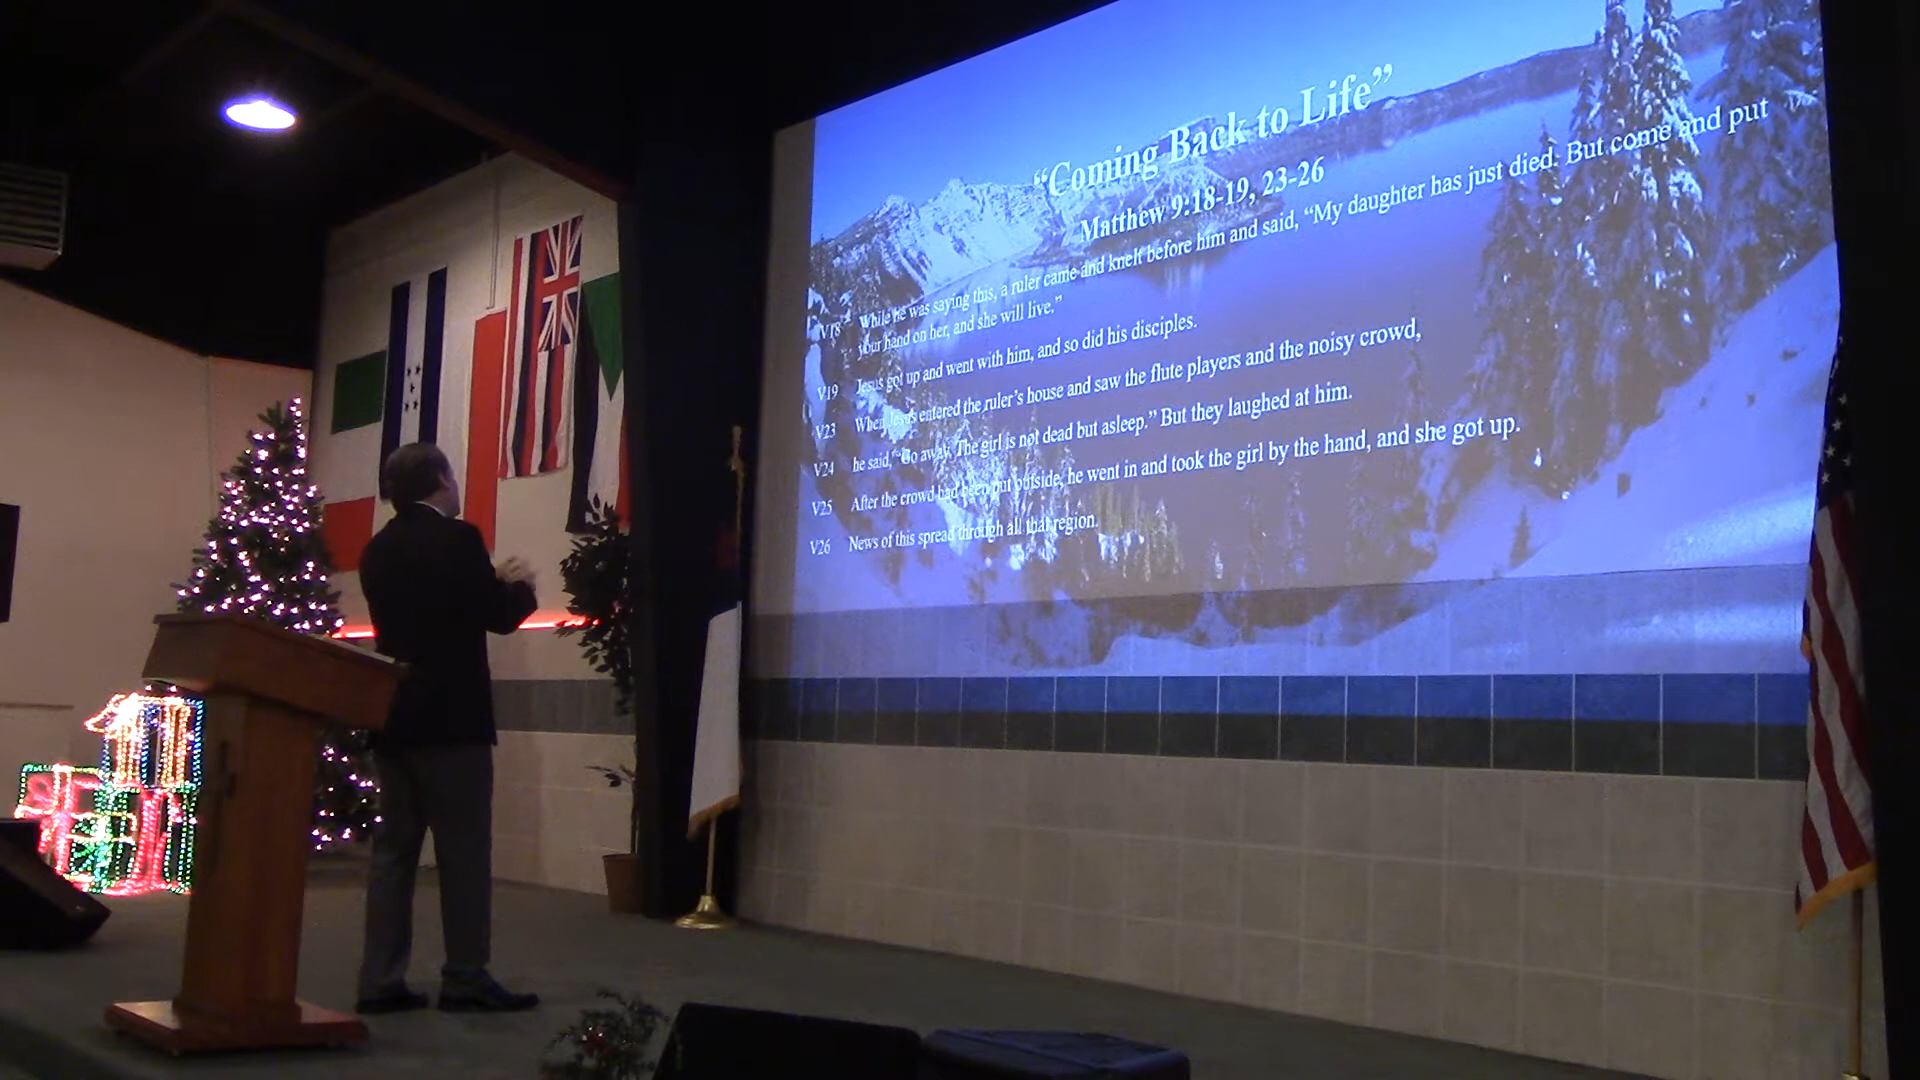 “Coming Back to Life”
Matthew 9:18-19, 23-26
V18 While he was saying this, a ruler came and knelt before him and said, “My daughter has just died. But come and put
your hand on her, and she will live.”
V19 Jesus got up and went with him, and so did his disciples.
V23 When Jesus entered the ruler’s house and saw the flute players and the noisy crowd,
V24 he said, “Go away. The girl is not dead but asleep.” But they laughed at him.
V25 After the crowd had been put outside, he went in and took the girl by the hand, and she got up.
V26 News of this spread through all that region.